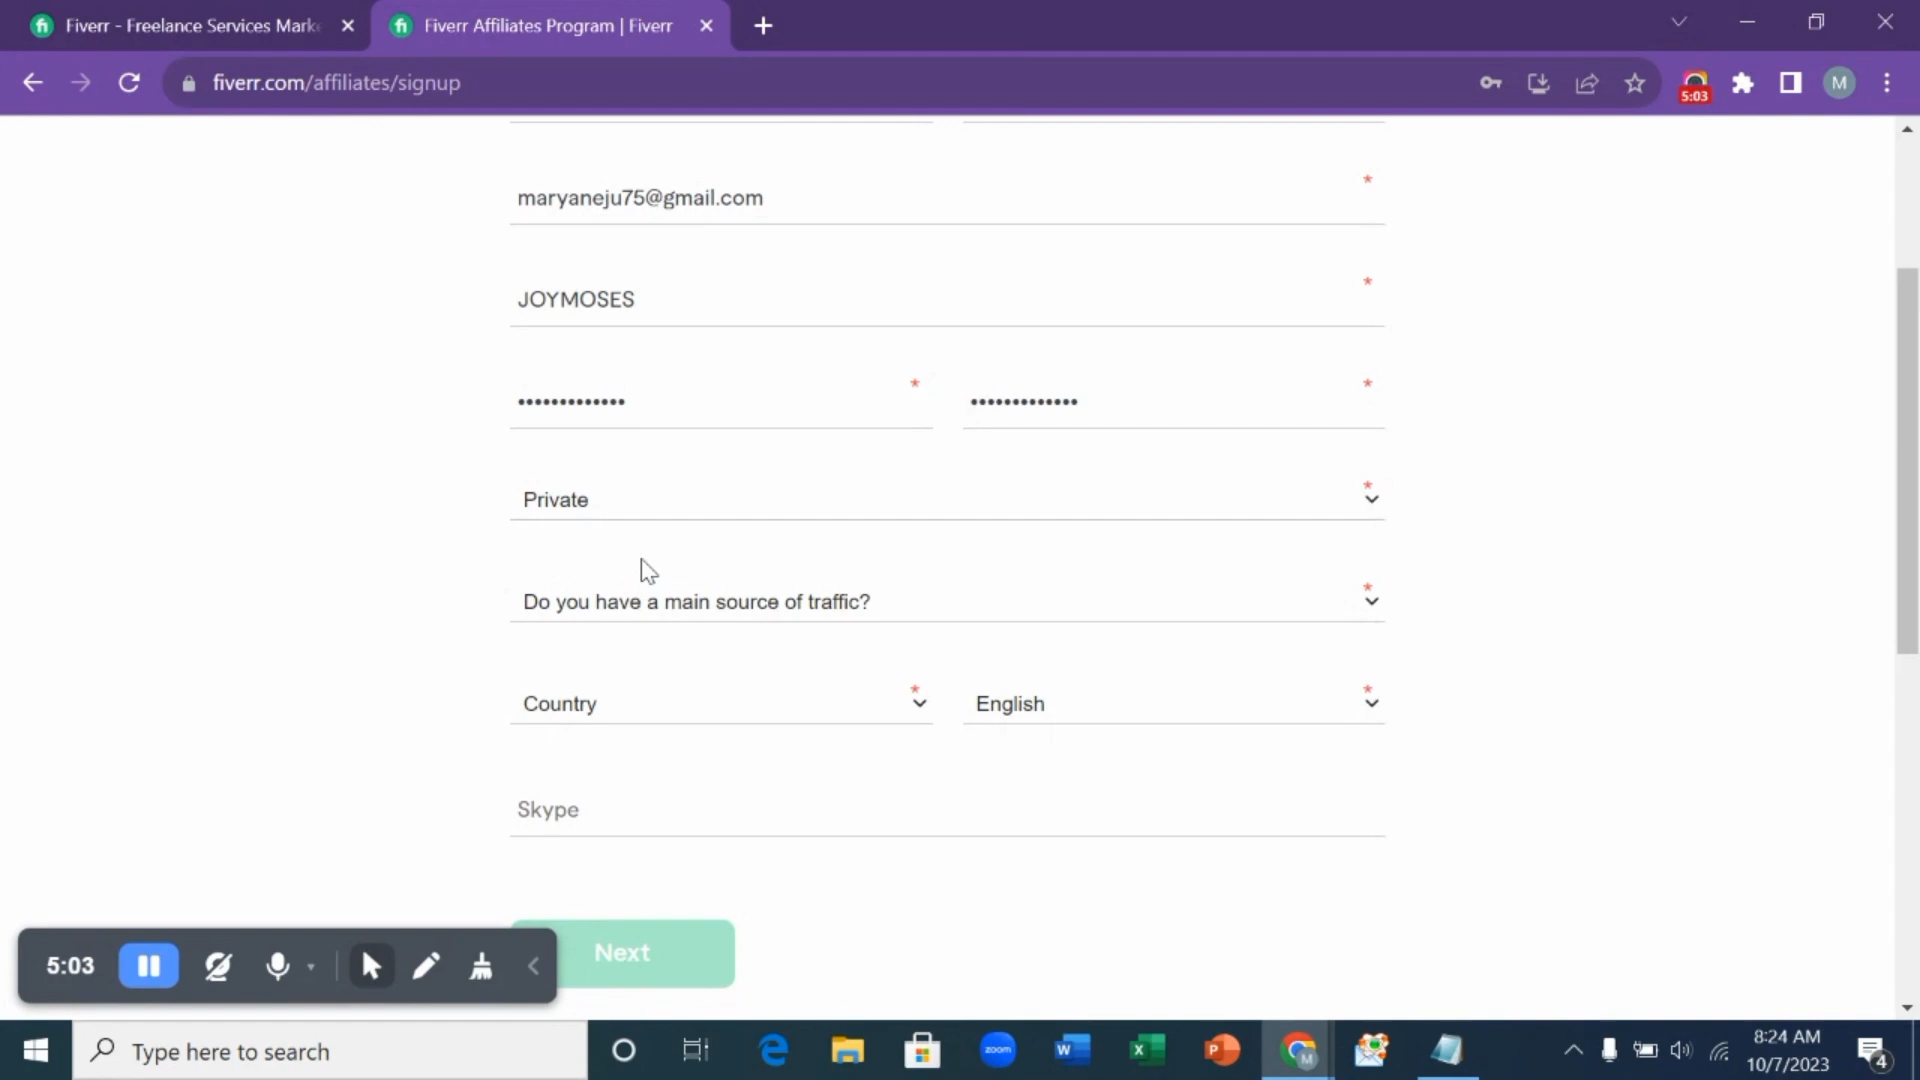 Fiverr - Freelance Services Mark
Fiverr Affiliates Program | Fiverr
fiverr.com/affiliates/signup
5:03
M
*
maryaneju75@gmail.com
*
JOYMOSES
* *
••••••••••••• •••••••••••••
*
Private
*
Do you have a main source of traffic?
* *
Country English
Skype
Next
5:03
Type here to search
zoom
W
X
P
M
8:24 AM
10/7/2023
4